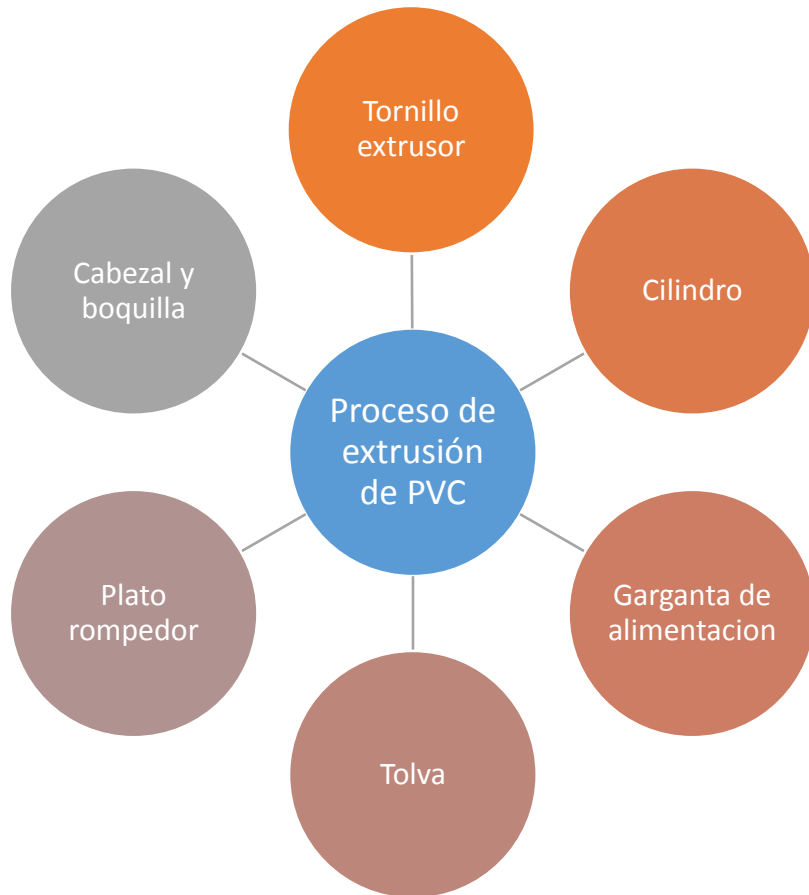 Tornillo
extrusor
Cilindro
Garganta de
alimentacion
Tolva
Plato
rompedor
Cabezal y
boquilla
Proceso de
extrusión
de PVC